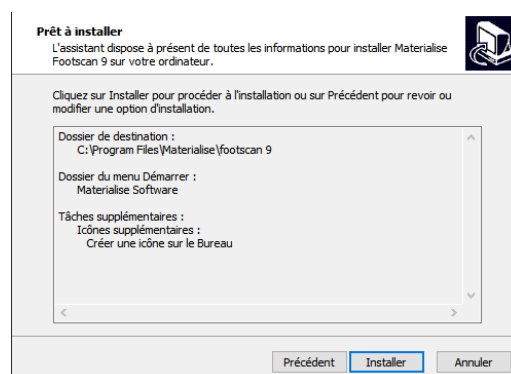 Prêt à installer
L'assistant dispose à présent de toutes les informations pour installer Materialise
Footscan 9 sur votre ordinateur.
Cliquez sur Installer pour procéder à l'installation ou sur Précédent pour revoir ou
modifier une option d'installation.
Dossier de destination :
C:\Program Files\Materialise\footscan 9
Dossier du menu Démarrer :
Materialise Software
Tâches supplémentaires :
Icônes supplémentaires :
Créer une icône sur le Bureau
Précédent Installer Annuler